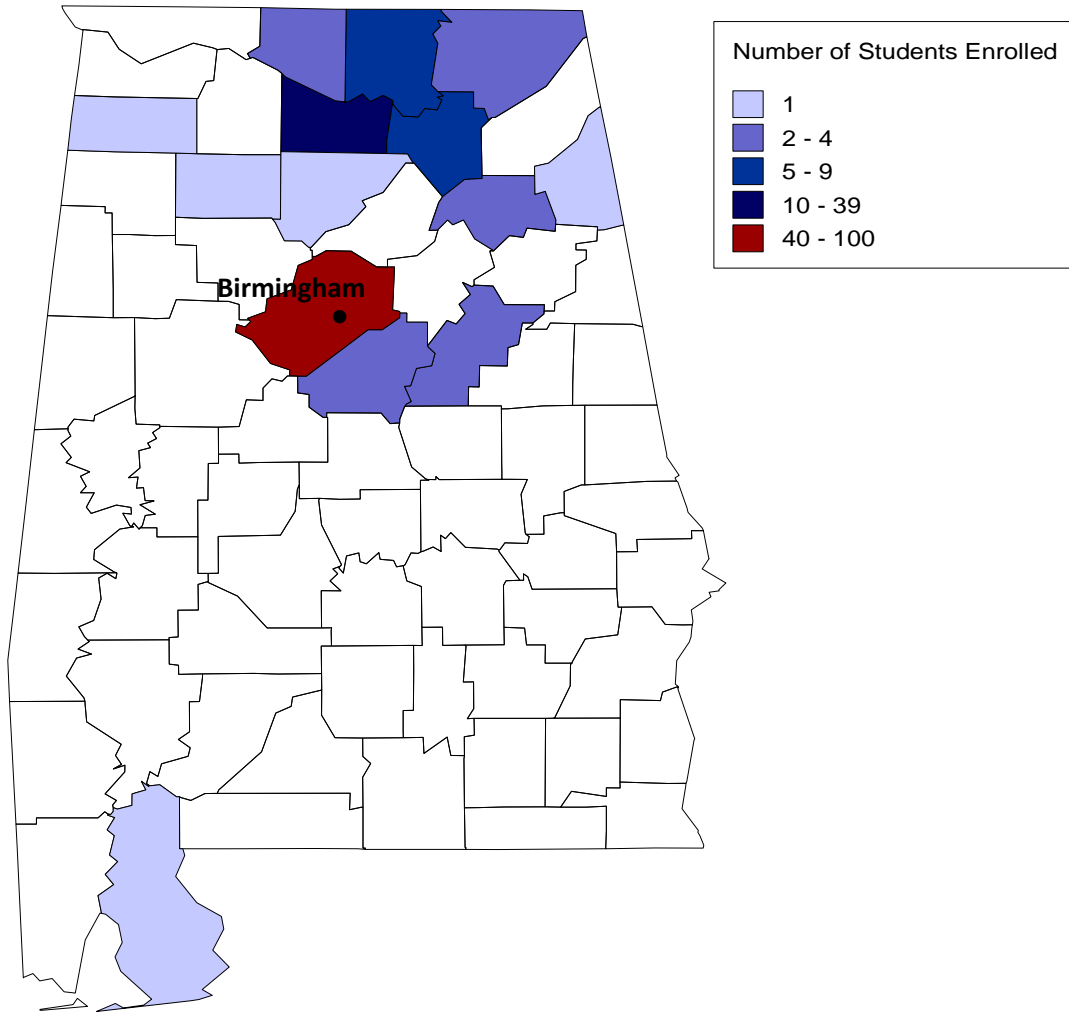 Number of Students Enrolled
1
2 - 4
5 - 9
10 - 39
40 - 100
Birmingham